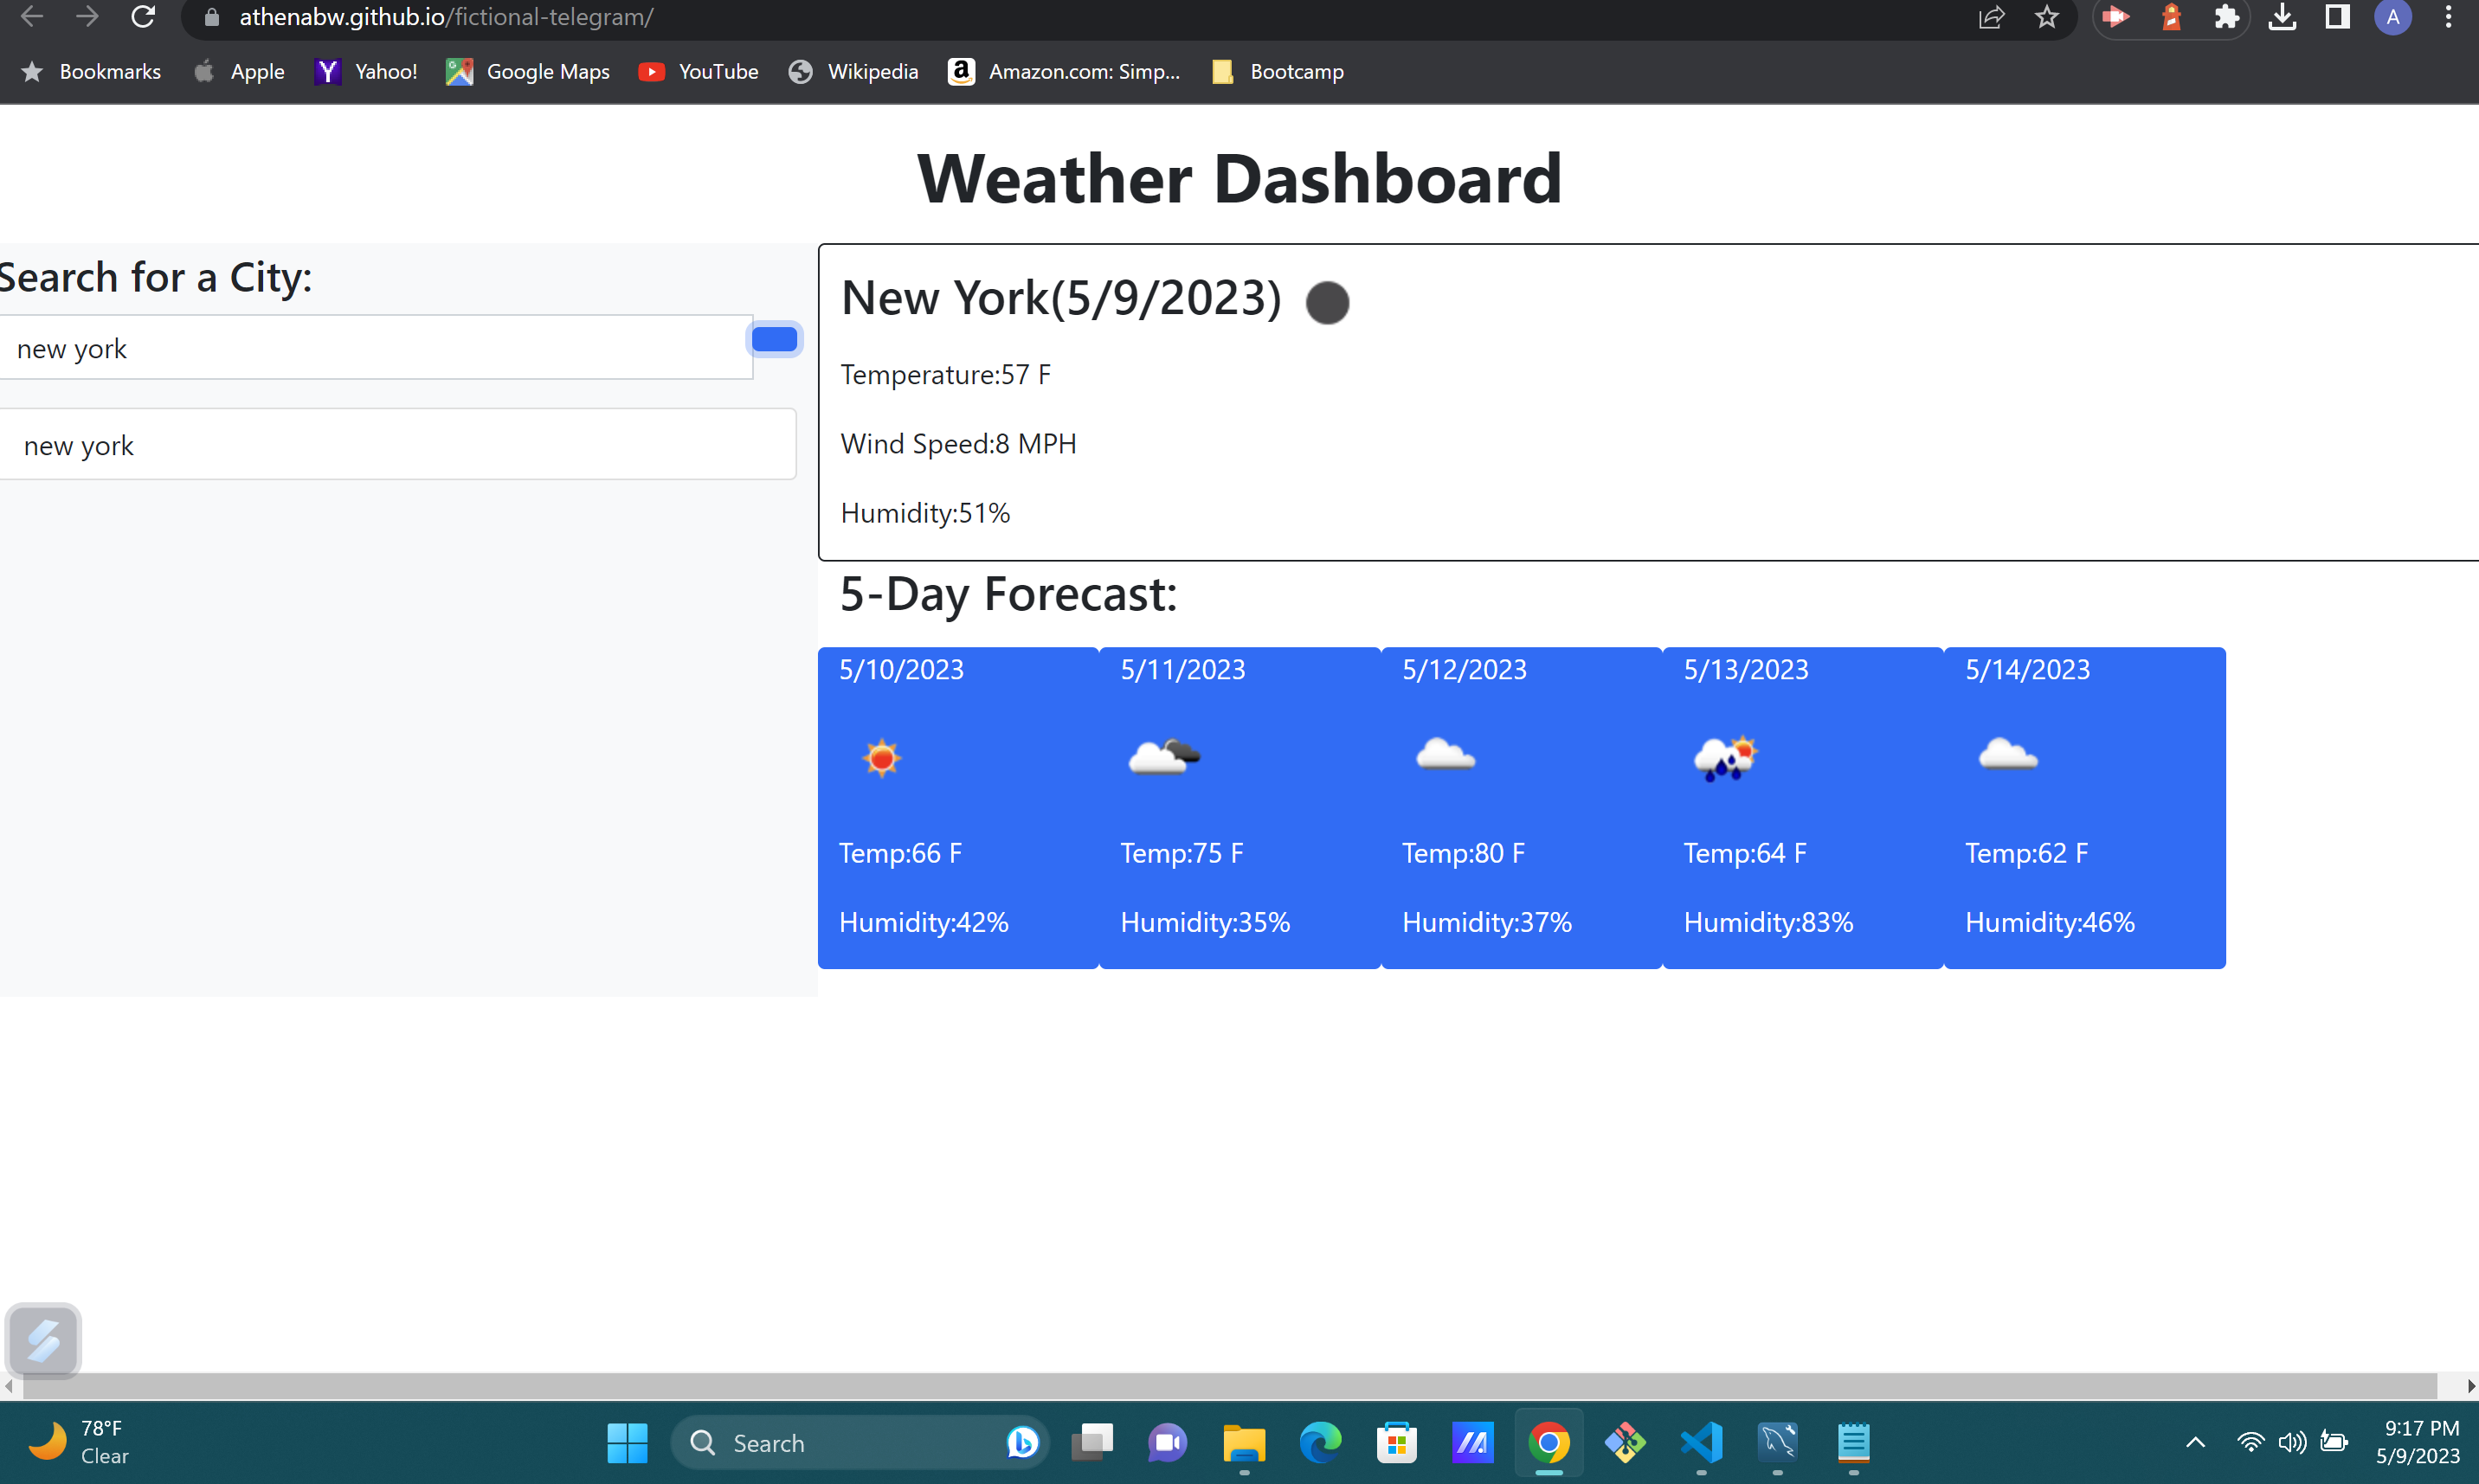 athenabw.github.io/fictional-telegram/
A
Bookmarks Apple Yahoo! Google Maps YouTube Wikipedia Amazon.com: Simp... Bootcamp
Weather Dashboard
Search for a City:
new york
new york
New York(5/9/2023)
Temperature:57 F
Wind Speed:8 MPH
Humidity:51%
5-Day Forecast:
5/10/2023 5/11/2023 5/12/2023 5/13/2023 5/14/2023
Temp:66 F Temp:75 F Temp:80 F Temp:64 F Temp:62 F
Humidity:42% Humidity:35% Humidity:37% Humidity:83% Humidity:46%
78°F
Clear
Search
9:17 PM
5/9/2023